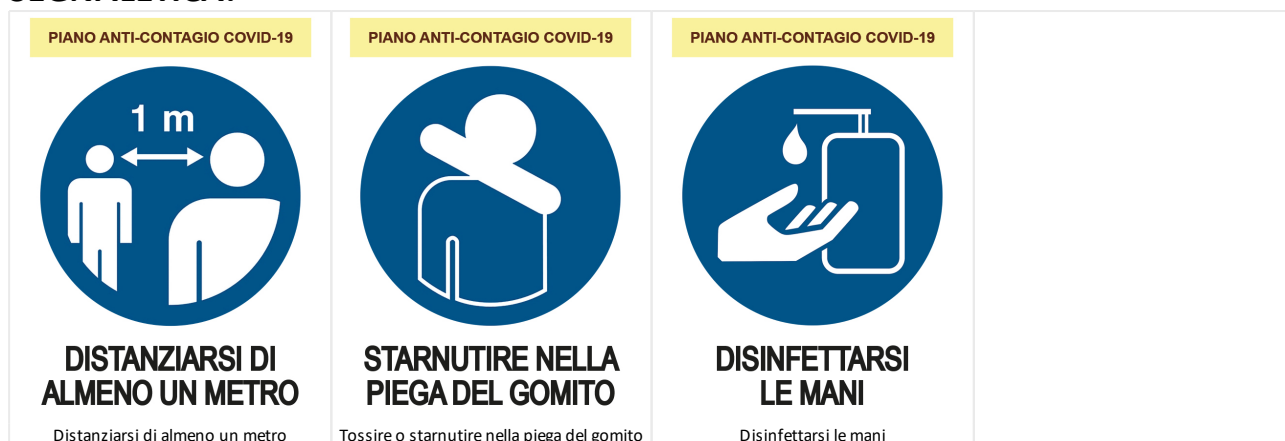 PIANO ANTI-CONTAGIO COVID-19
1 m
DISTANZIARSI DI
ALMENO UN METRO
Distanziarsi di almeno un metro
PIANO ANTI-CONTAGIO COVID-19
STARNUTIRE NELLA
PIEGA DEL GOMITO
Tossire o starnutire nella piega del gomito
PIANO ANTI-CONTAGIO COVID-19
DISINFETTARSI
LE MANI
Disinfettarsi le mani